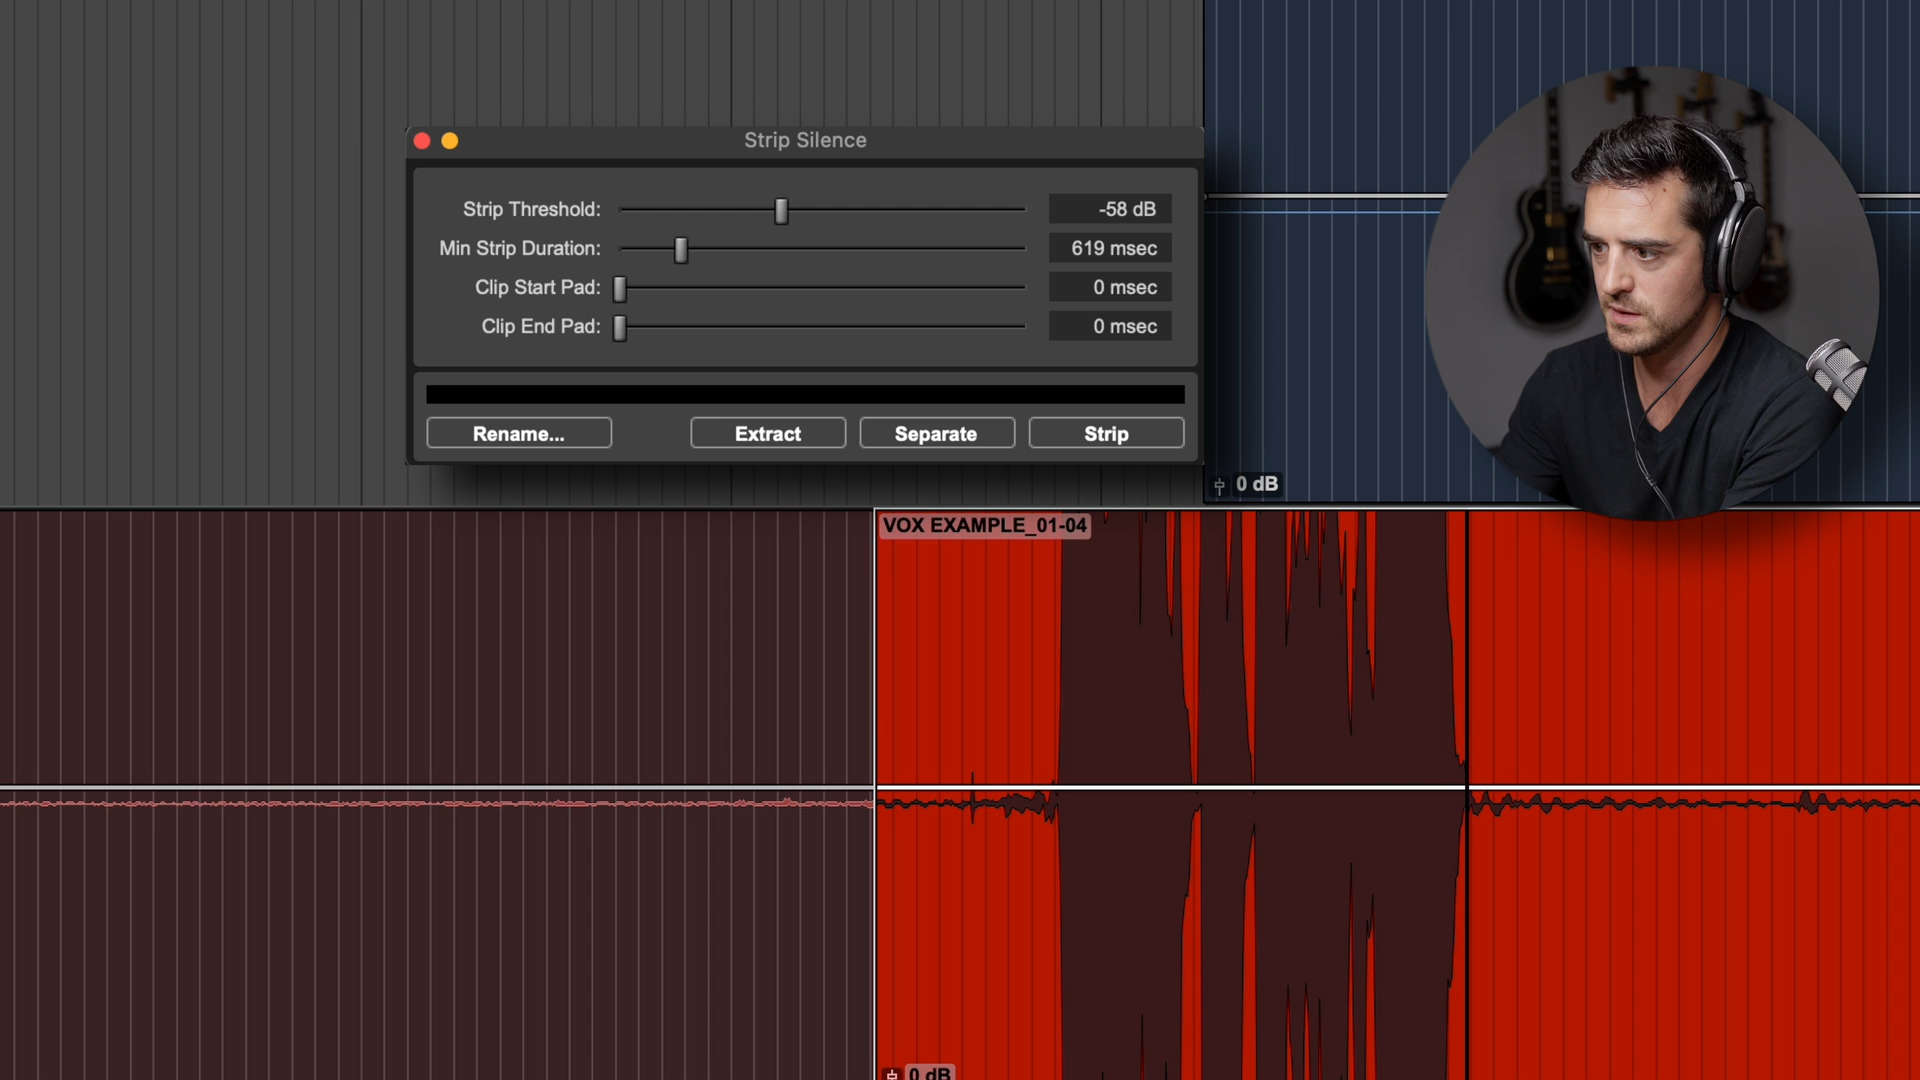 Strip Silence
Strip Threshold: -58 dB
Min Strip Duration: 619 msec
Clip Start Pad: 0 msec
Clip End Pad: 0 msec
Rename... Extract Separate Strip
0 dB
VOX EXAMPLE_01-04
0 dB